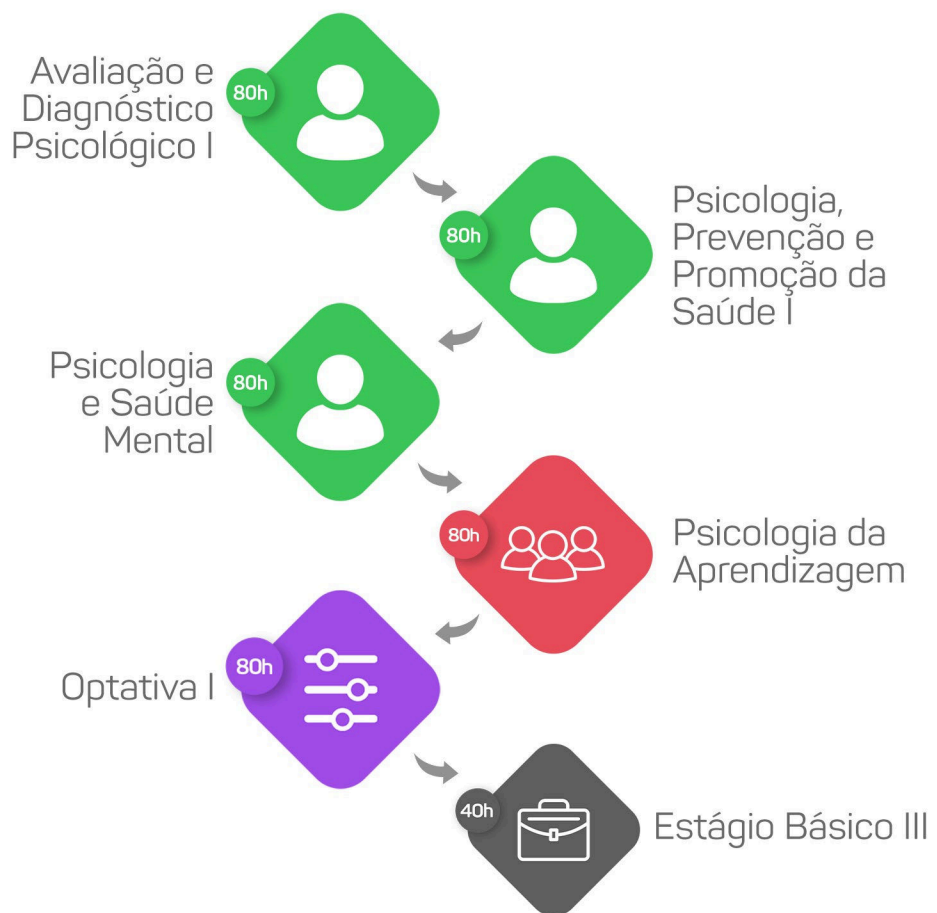 Avaliação e
Diagnóstico
Psicológico I
80h
80h
Psicologia,
Prevenção e
Promoção da
Saúde I
Psicologia
e Saúde
Mental
80h
80h
Psicologia da
Aprendizagem
Optativa I
80h
40h
Estágio Básico III